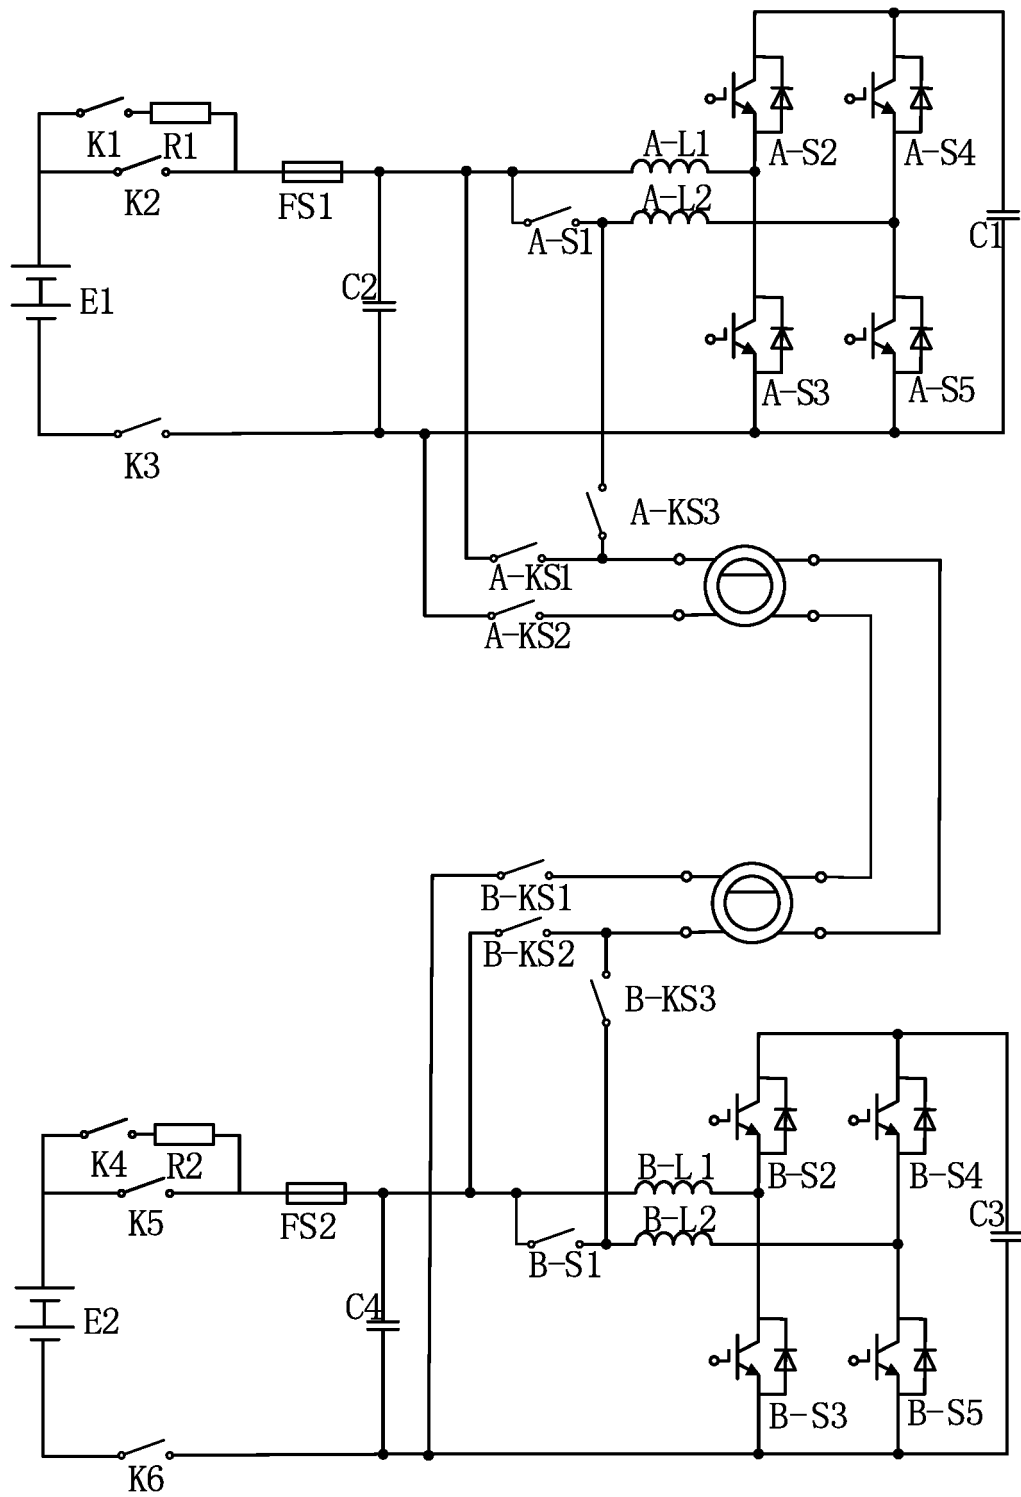 K1
R1
K2
FS1
A-L1
A-L2
A-S1
A-S2
A-S4
C1
E1
C2
A-S3
A-S5
K3
A-KS3
A-KS1
A-KS2
B-KS1
B-KS2
B-KS3
K4
R2
K5
FS2
B-L1
B-L2
B-S1
B-S2
B-S4
C3
E2
C4
B-S3
B-S5
K6